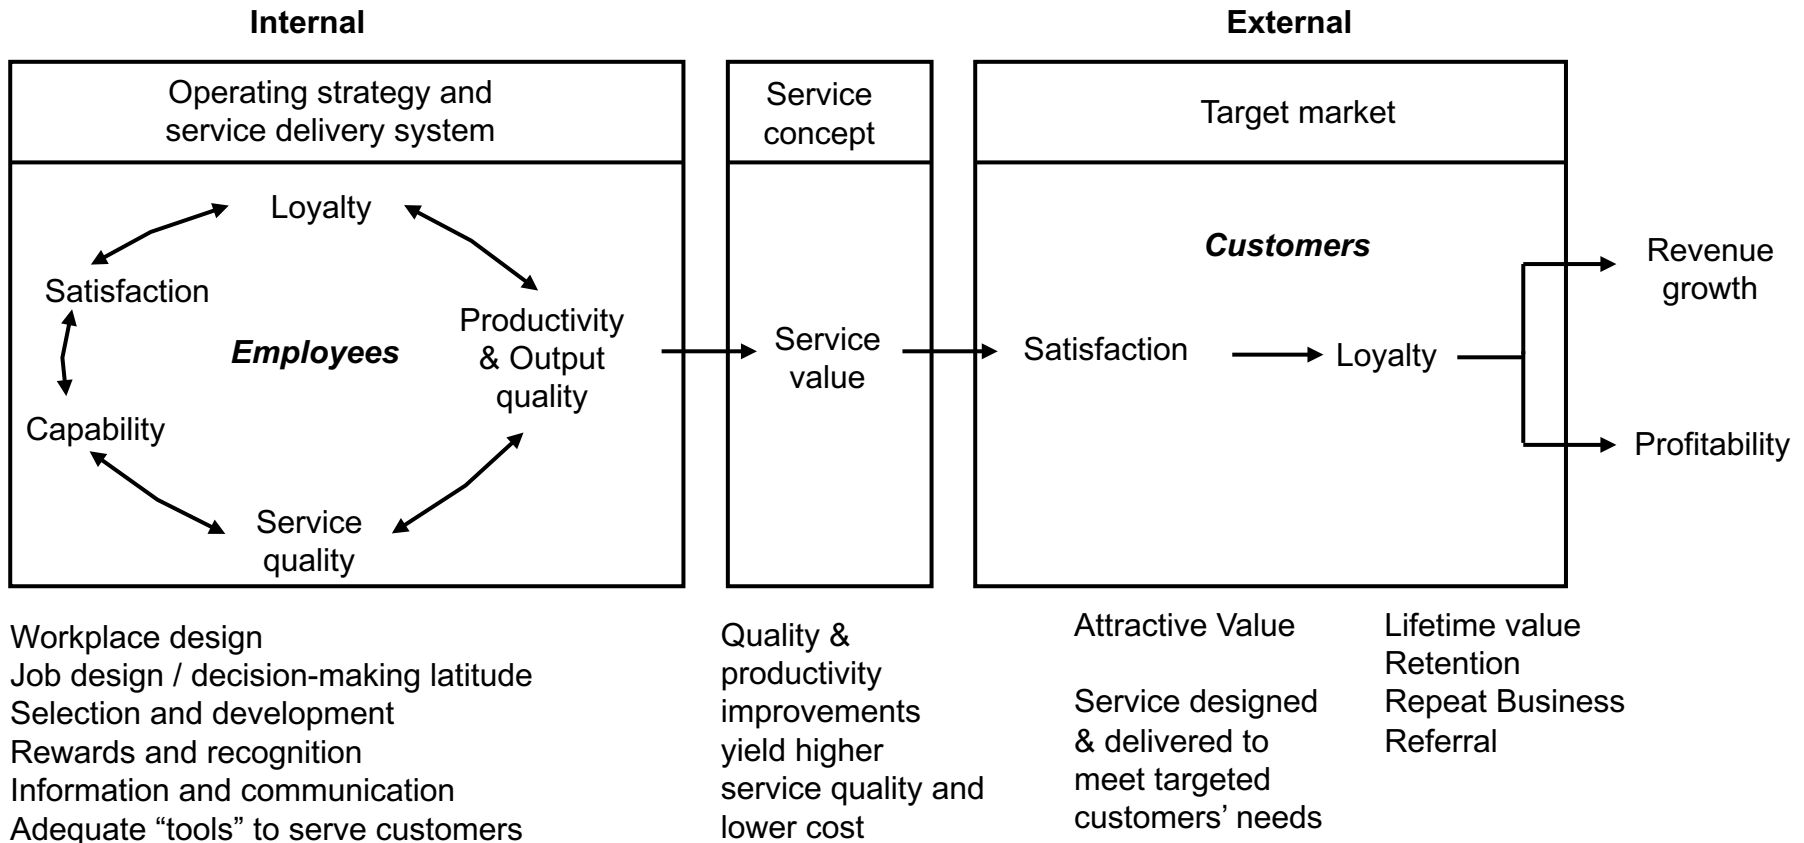 Internal
External
Operating strategy and
service delivery system
Service
concept
Target market
Loyalty
Satisfaction
Employees
Productivity
& Output
quality
Capability
Service
quality
Service
value
Customers
Satisfaction
Loyalty
Revenue
growth
Profitability
Workplace design
Job design / decision-making latitude
Selection and development
Rewards and recognition
Information and communication
Adequate “tools” to serve customers
Quality &
productivity
improvements
yield higher
service quality and
lower cost
Attractive Value
Service designed
& delivered to
meet targeted
customers’ needs
Lifetime value
Retention
Repeat Business
Referral